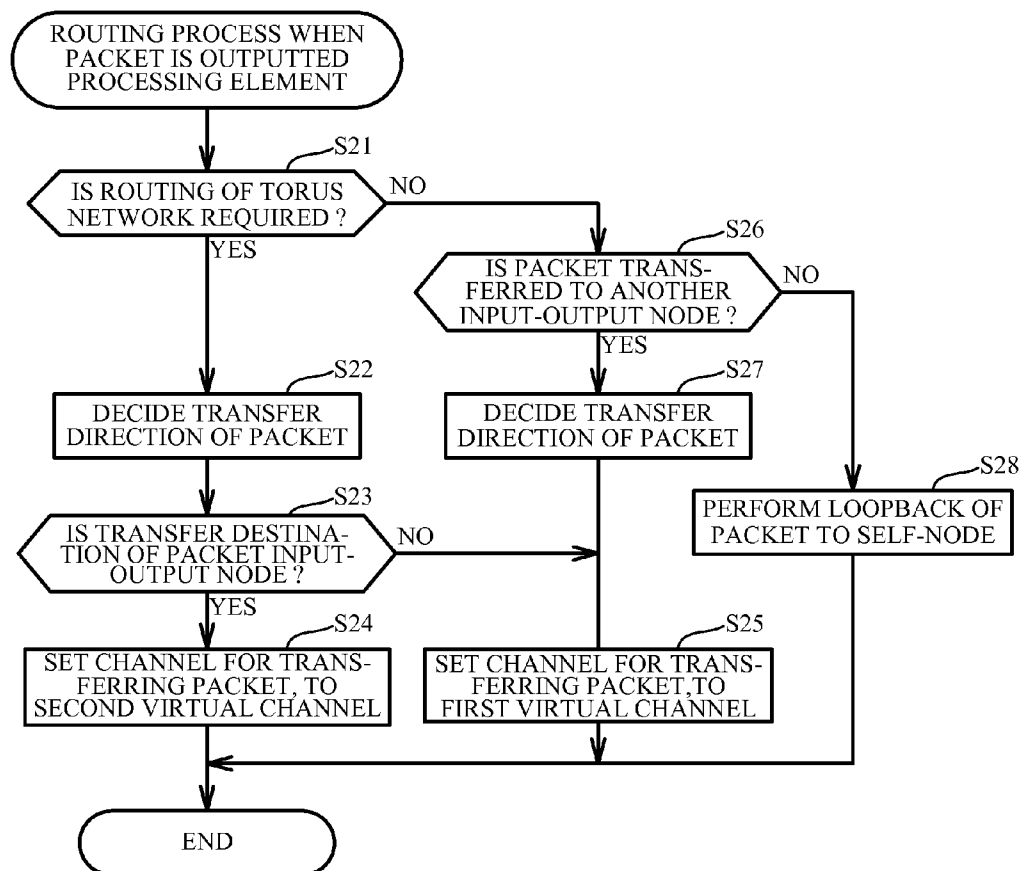 ROUTING PROCESS WHEN
PACKET IS OUTPUTTED
PROCESSING ELEMENT
S21
IS ROUTING OF TORUS
NETWORK REQUIRED ?
NO
YES
S26
IS PACKET TRANS-
FERRED TO ANOTHER
INPUT-OUTPUT NODE ?
NO
YES
S22
DECIDE TRANSFER
DIRECTION OF PACKET
S27
DECIDE TRANSFER
DIRECTION OF PACKET
S28
PERFORM LOOPBACK OF
PACKET TO SELF-NODE
S23
IS TRANSFER DESTINA-
TION OF PACKET INPUT-
OUTPUT NODE ?
NO
YES
S24
SET CHANNEL FOR TRANS-
FERRING PACKET, TO
SECOND VIRTUAL CHANNEL
S25
SET CHANNEL FOR TRANS-
FERRING PACKET,TO
FIRST VIRTUAL CHANNEL
END